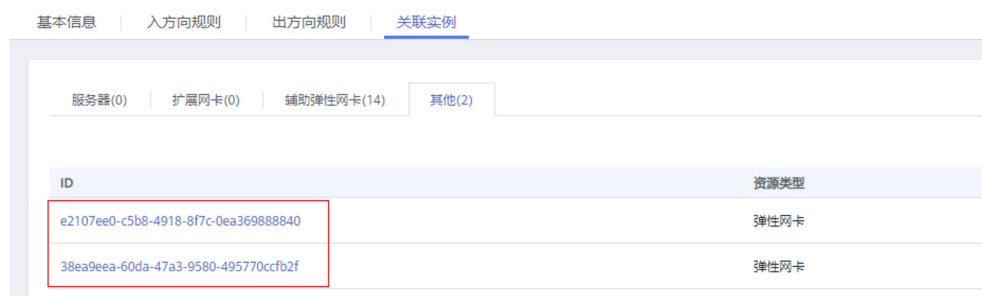 基本信息 入方向规则 出方向规则 关联实例
服务器(0) 扩展网卡(0) 辅助弹性网卡(14) 其他(2)
ID 资源类型
e2107ee0-c5b8-4918-8f7c-0ea369888840 弹性网卡
38ea9eea-60da-47a3-9580-495770ccfb2f 弹性网卡